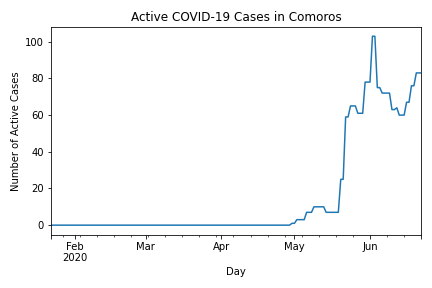 Active COVID-19 Cases in Comoros
Number of Active Cases
100
80
60
40
20
0
Feb
2020
Mar
Apr
May
Jun
Day